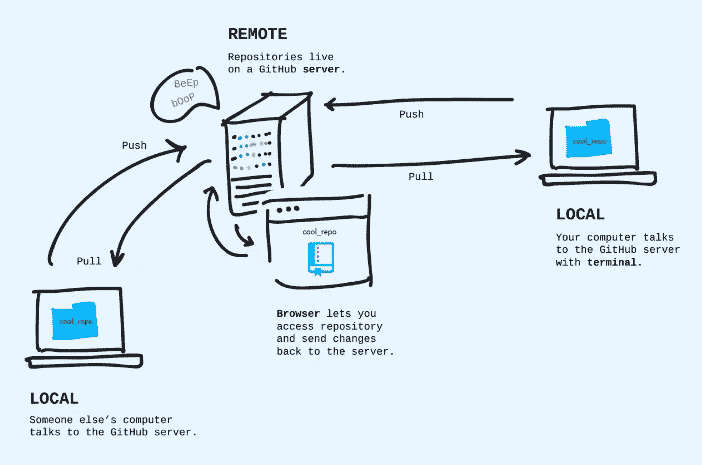 REMOTE
Repositories live
on a GitHub server.
BeEp
bOoP
Push
Pull
Push
Pull
cool_repo
LOCAL
Your computer talks
to the GitHub server
with terminal.
cool_repo
Browser lets you
access repository
and send changes
back to the server.
cool_repo
LOCAL
Someone else’s computer
talks to the GitHub server.